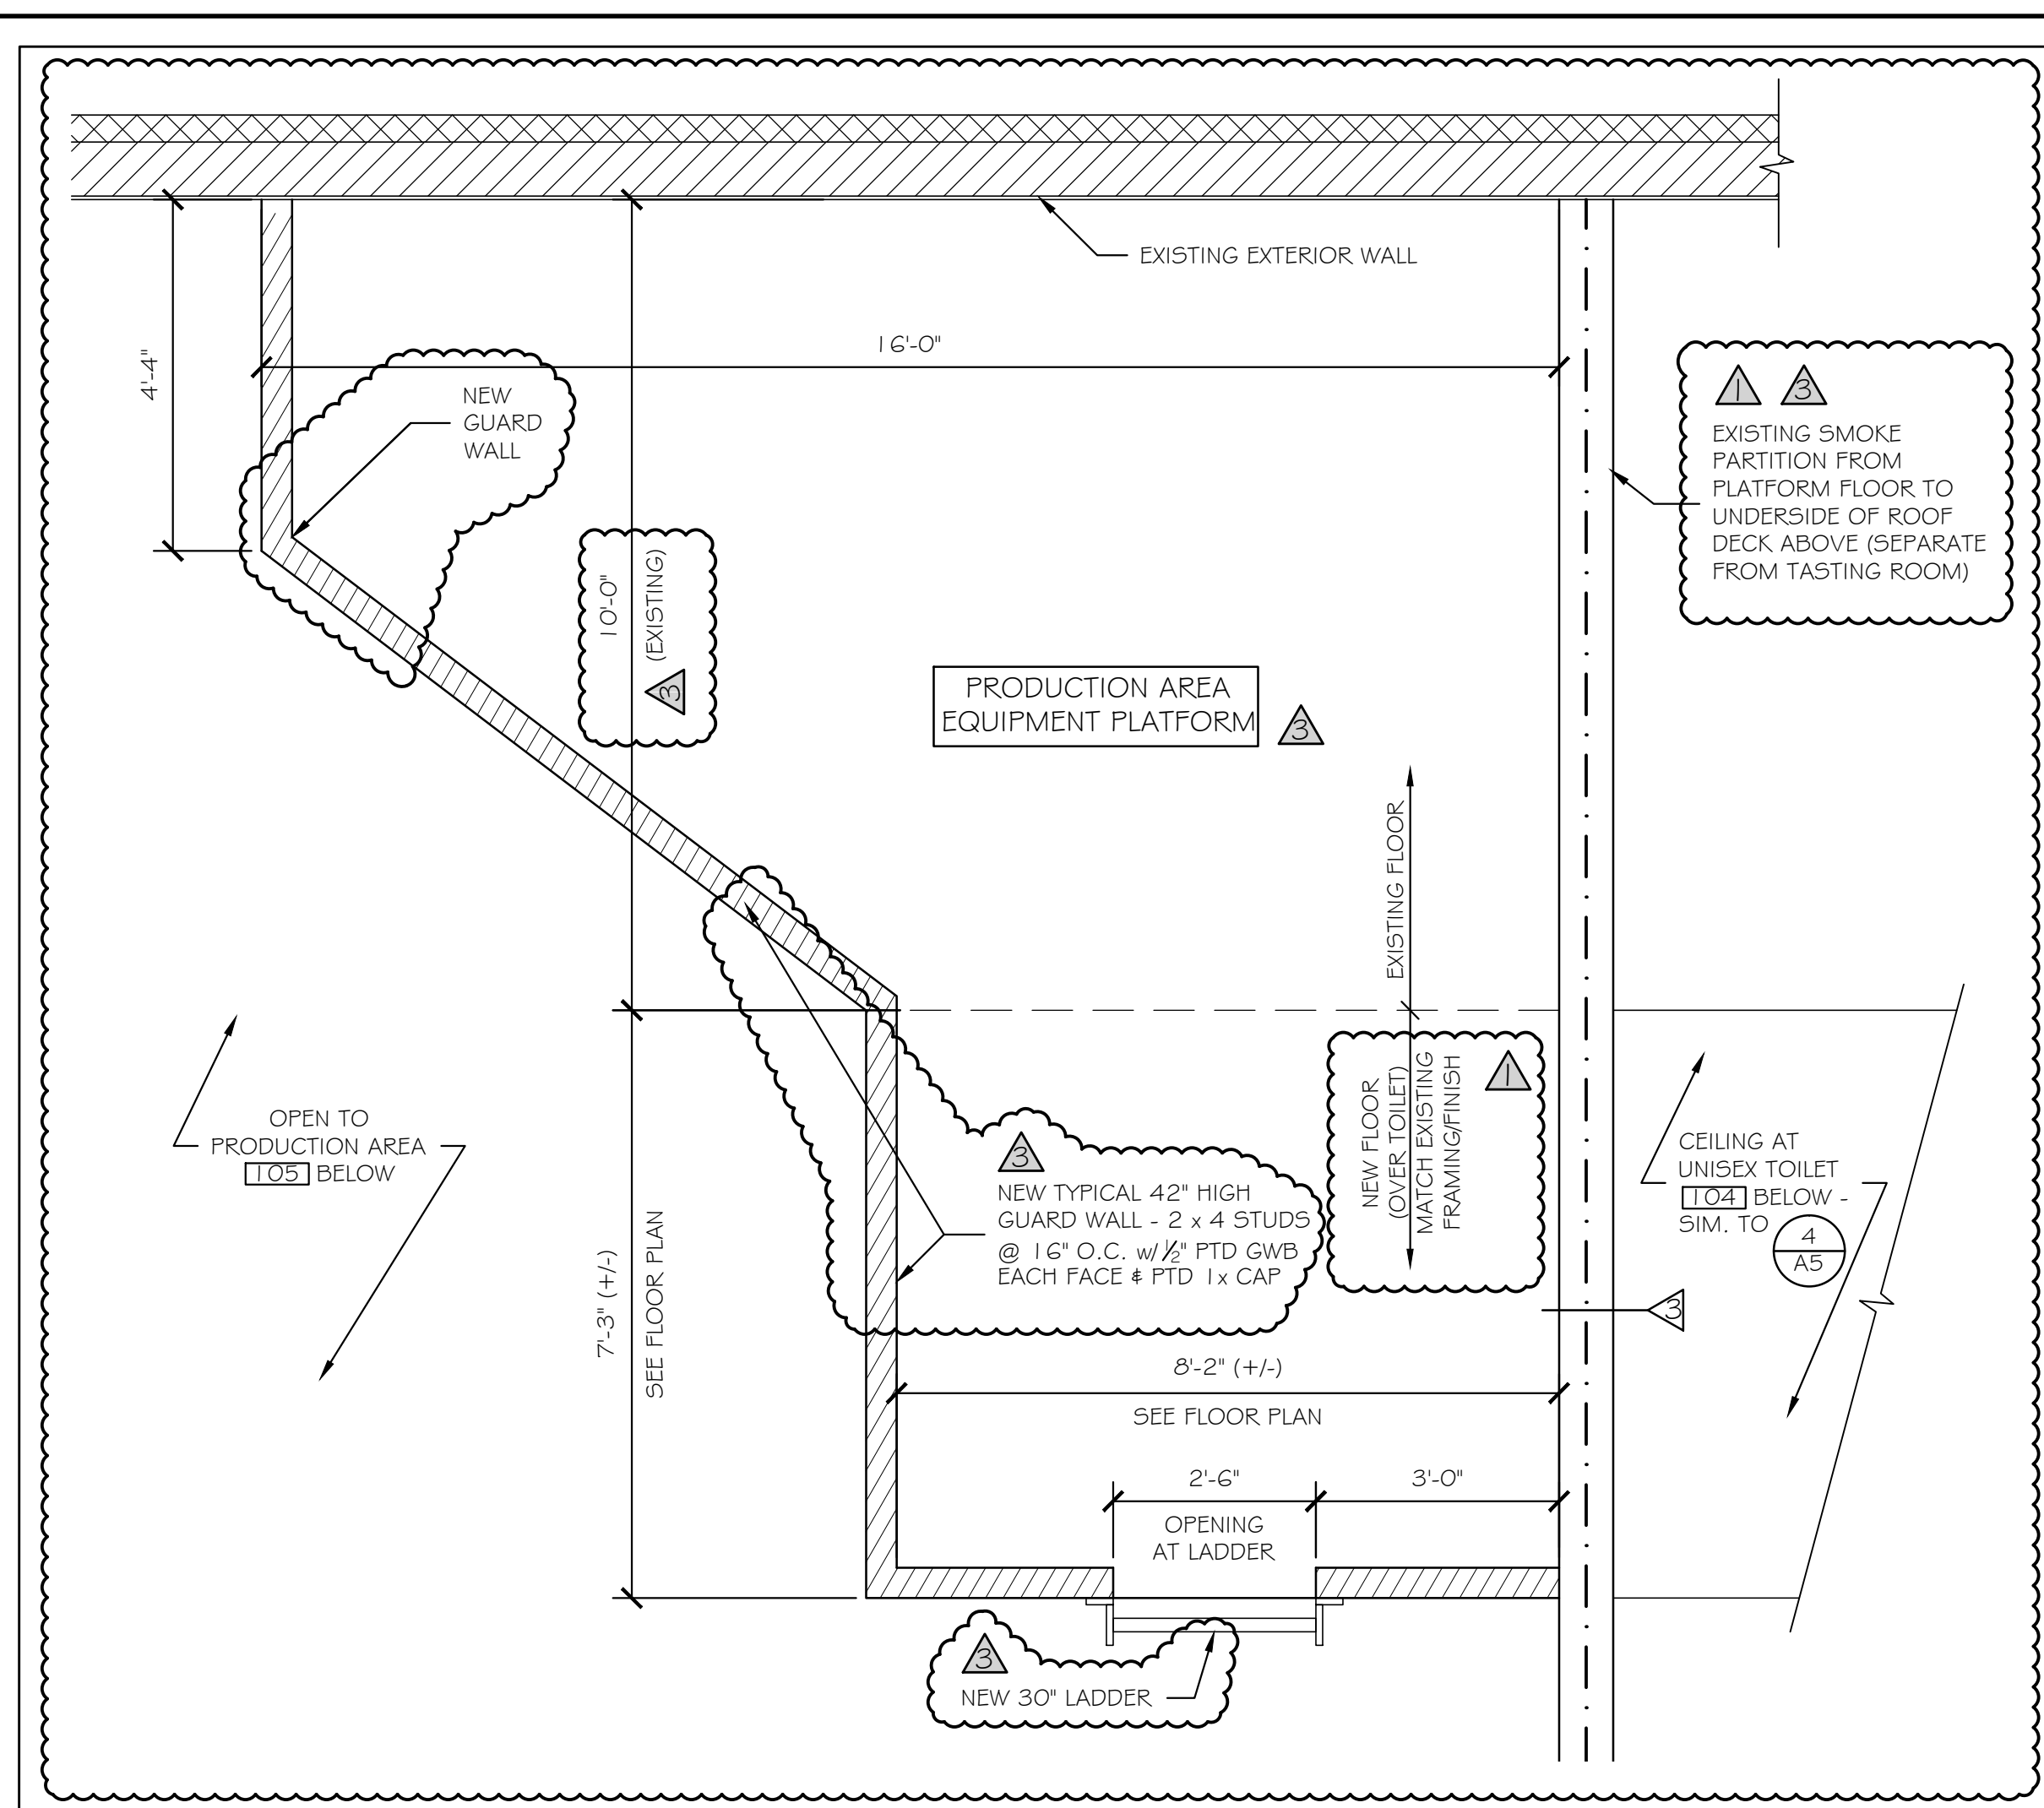 EXISTING EXTERIOR WALL
16'-0"
4'-4"
NEW
GUARD
WALL
1 3
EXISTING SMOKE
PARTITION FROM
PLATFORM FLOOR TO
UNDERSIDE OF ROOF
DECK ABOVE (SEPARATE
FROM TASTING ROOM)
10'-0"
(EXISTING)
3
PRODUCTION AREA
EQUIPMENT PLATFORM
3
EXISTING FLOOR
NEW FLOOR
(OVER TOILET)
MATCH EXISTING
FRAMING/FINISH
1
OPEN TO
PRODUCTION AREA
105 BELOW
3
NEW TYPICAL 42" HIGH
GUARD WALL - 2 x 4 STUDS
@ 16" O.C. w/ 1/2" PTD GWB
EACH FACE & PTD 1x CAP
CEILING AT
UNISEX TOILET
104 BELOW -
SIM. TO
4
A5
3
7'-3" (+/-)
SEE FLOOR PLAN
8'-2" (+/-)
SEE FLOOR PLAN
2'-6"
3'-0"
OPENING
AT LADDER
3
NEW 30" LADDER